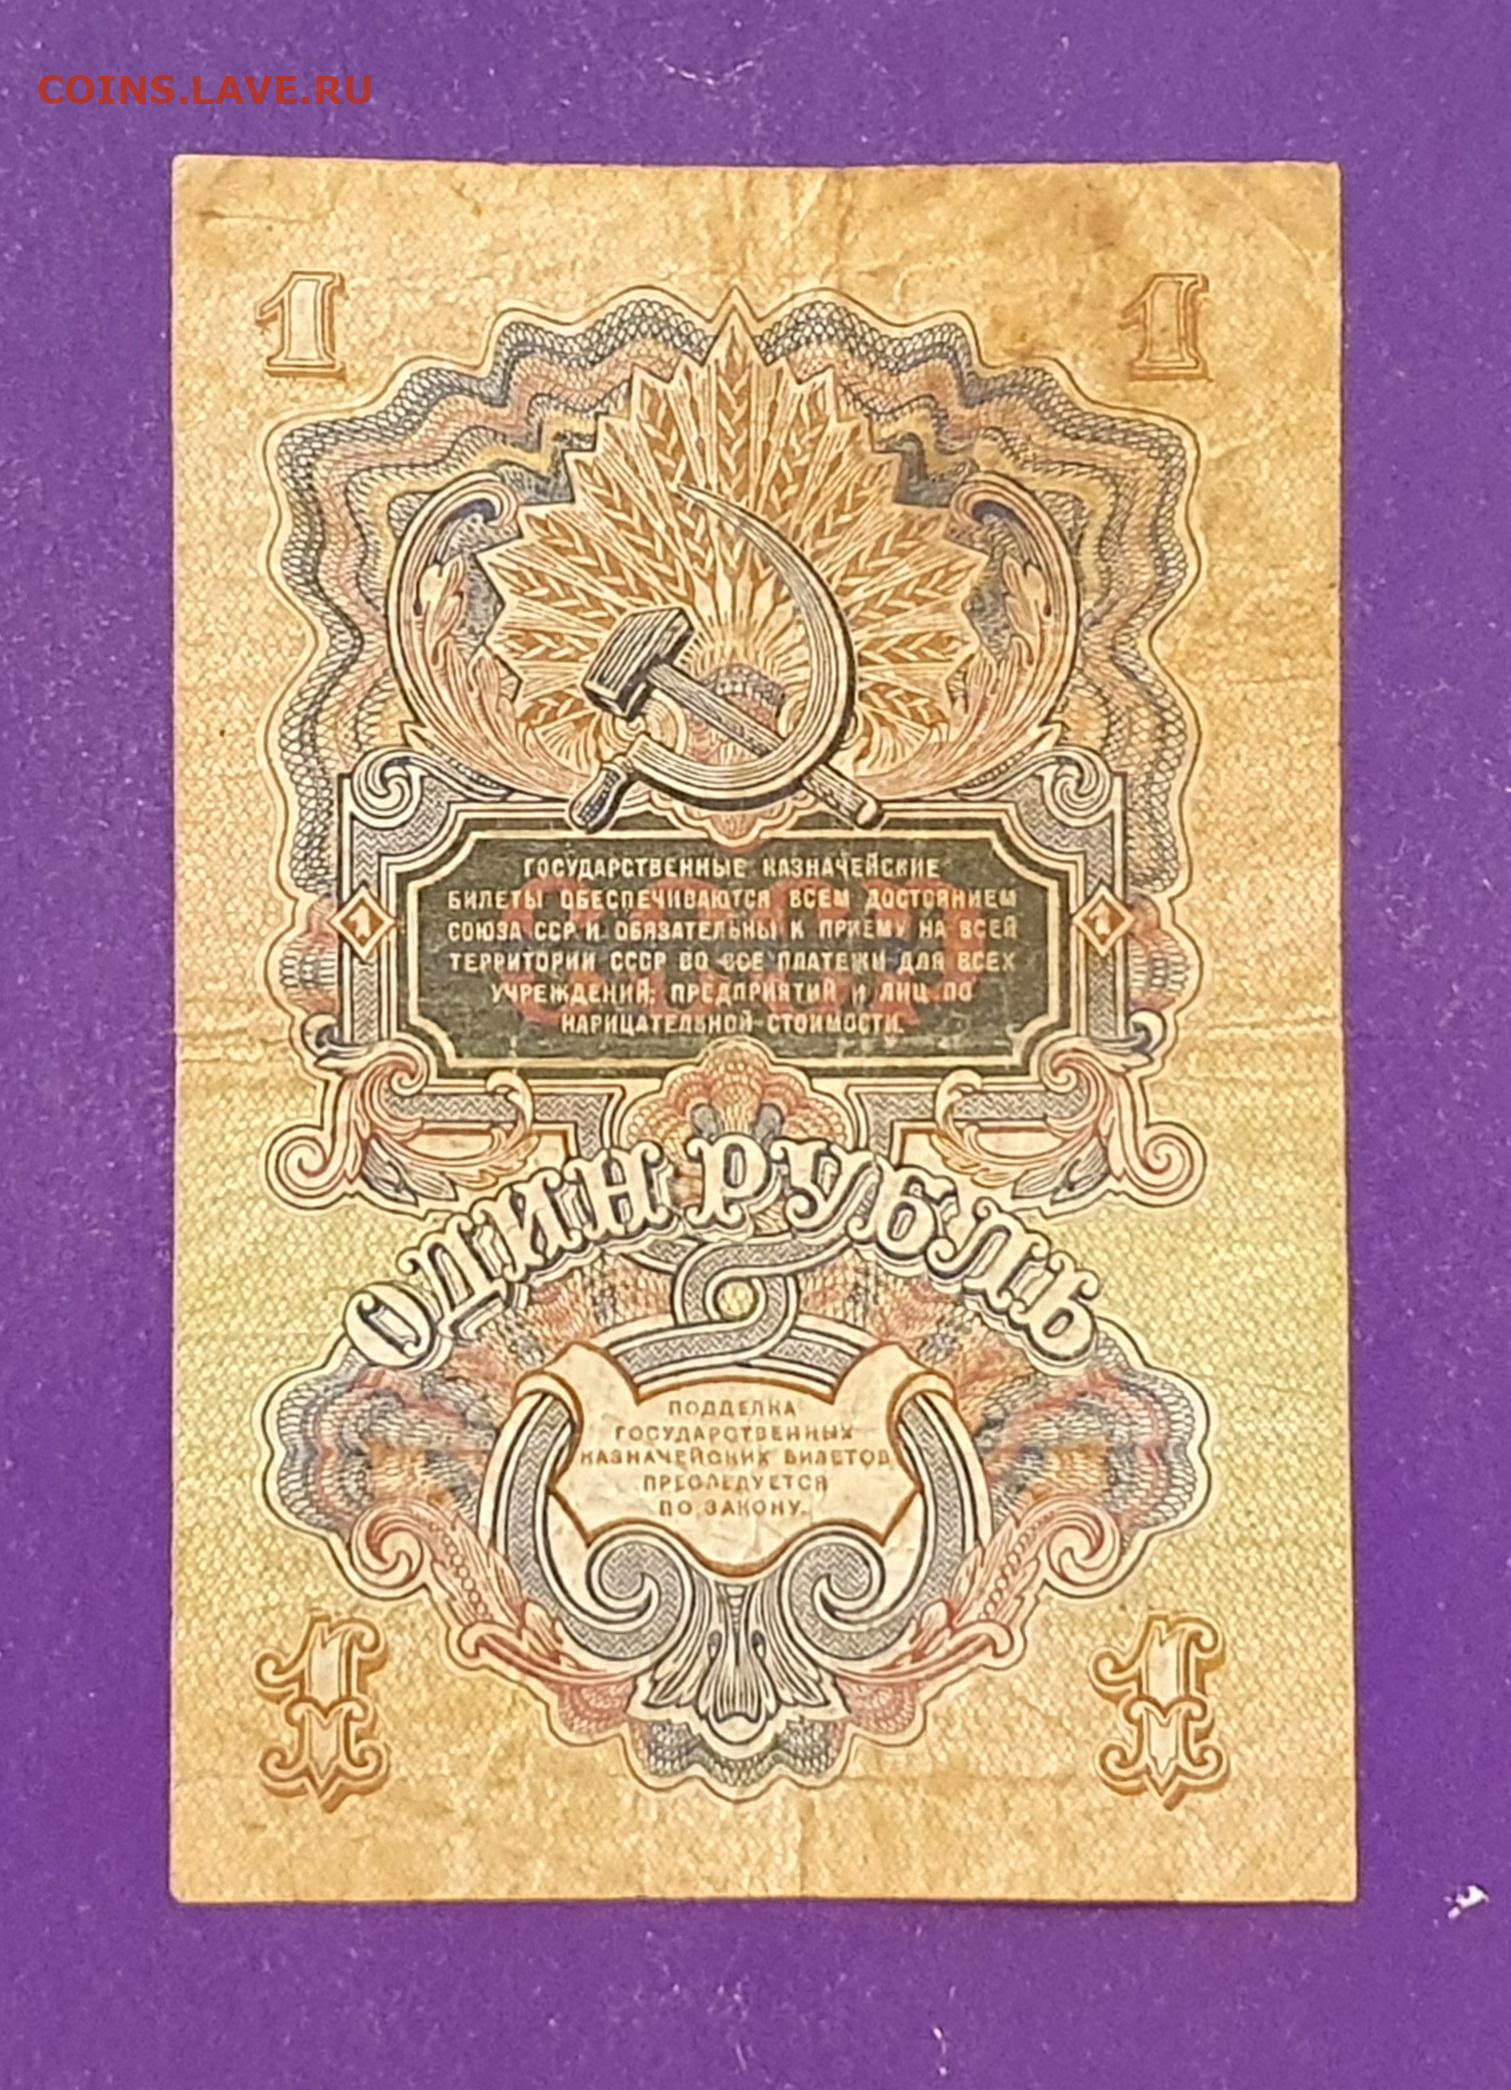 COINS.LAVE.RU
1 1
ГОСУДАРСТВЕННЫЕ КАЗНАЧЕЙСКИЕ
БИЛЕТЫ ОБЕСПЕЧИВАЮТСЯ ВСЕМ ДОСТОЯНИЕМ
СОЮЗА ССР И ОБЯЗАТЕЛЬНЫ К ПРИЕМУ НА ВСЕЙ
ТЕРРИТОРИИ СССР ВО ВСЕ ПЛАТЕЖИ ДЛЯ ВСЕХ
УЧРЕЖДЕНИЙ, ПРЕДПРИЯТИЙ И ЛИЦ ПО
НАРИЦАТЕЛЬНОЙ СТОИМОСТИ.
1 1
ОДИН РУБЛЬ
ПОДДЕЛКА
ГОСУДАРСТВЕННЫХ
КАЗНАЧЕЙСКИХ БИЛЕТОВ
ПРЕСЛЕДУЕТСЯ
ПО ЗАКОНУ.
1 1